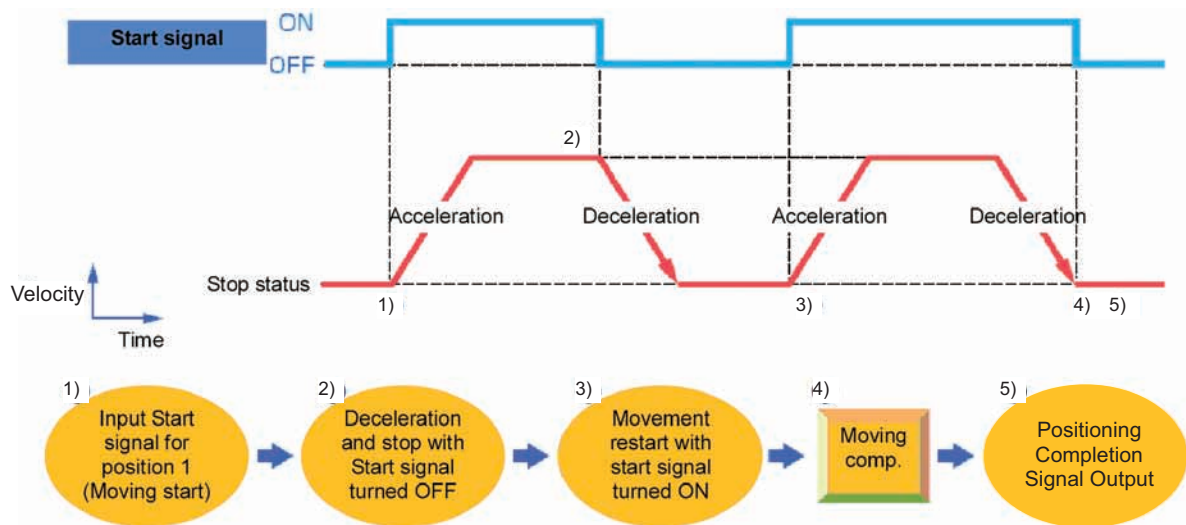 Start signal
ON
OFF
2)
Acceleration
Deceleration
Acceleration
Deceleration
Velocity
Stop status
1)
3)
4)
5)
Time
1)
Input Start
signal for
position 1
(Moving start)
2)
Deceleration
and stop with
Start signal
turned OFF
3)
Movement
restart with
start signal
turned ON
4)
Moving
comp.
5)
Positioning
Completion
Signal Output